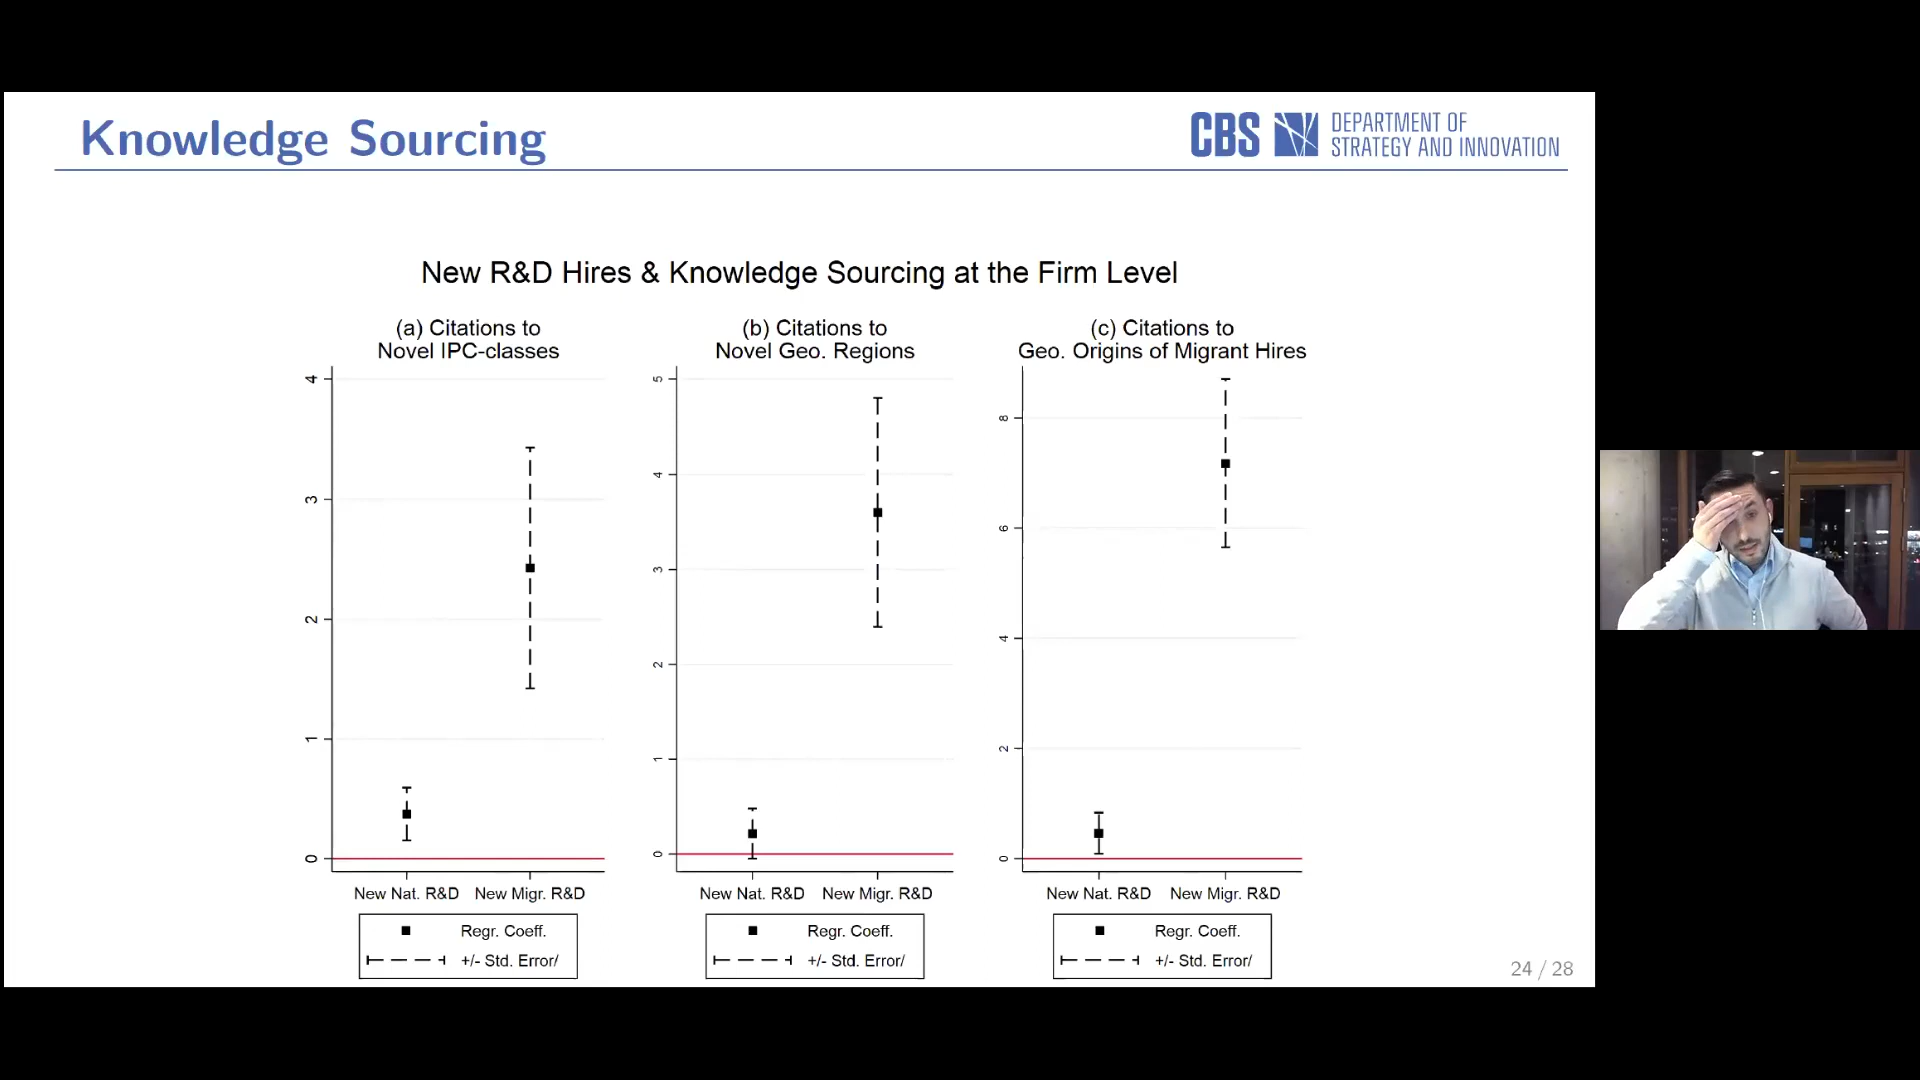 Knowledge Sourcing
CBS
DEPARTMENT OF
STRATEGY AND INNOVATION
New R&D Hires & Knowledge Sourcing at the Firm Level
(a) Citations to
Novel IPC-classes
4
3
2
1
0
New Nat. R&D New Migr. R&D
Regr. Coeff.
+/- Std. Error/
(b) Citations to
Novel Geo. Regions
5
4
3
2
1
0
New Nat. R&D New Migr. R&D
Regr. Coeff.
+/- Std. Error/
(c) Citations to
Geo. Origins of Migrant Hires
8
6
4
2
0
New Nat. R&D New Migr. R&D
Regr. Coeff.
+/- Std. Error/
24 / 28